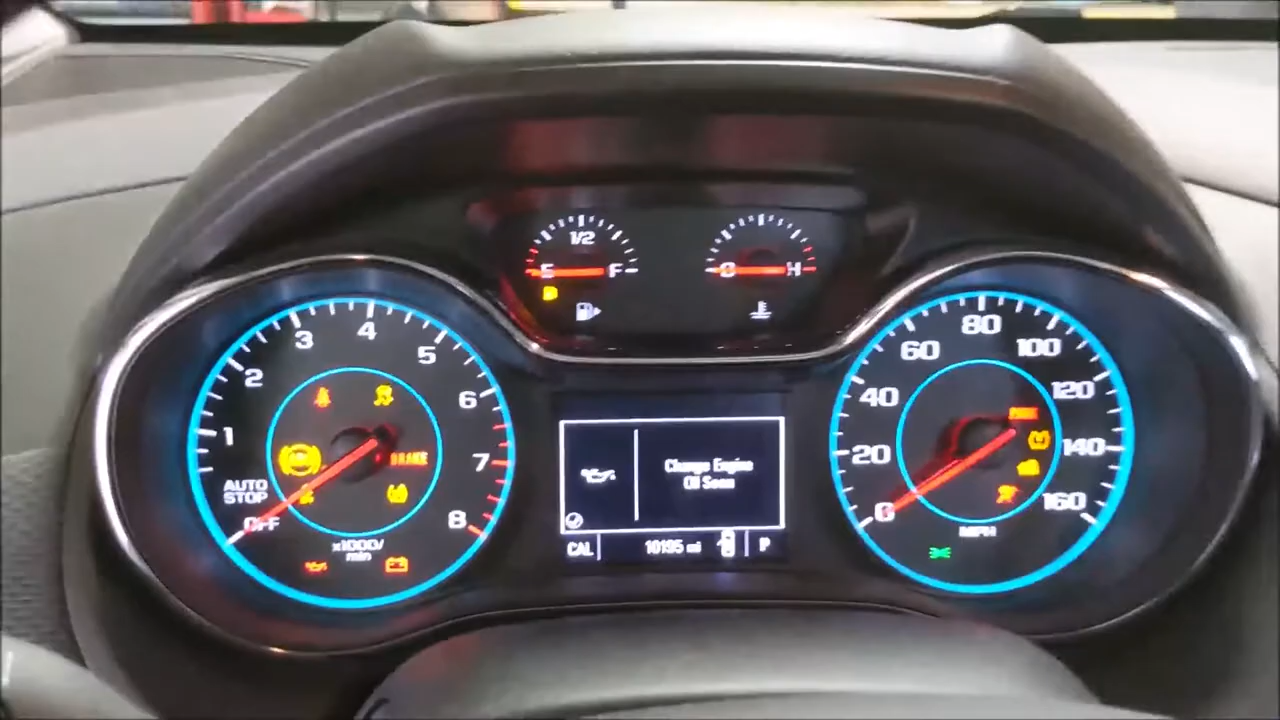 1/2
E F
C H
1 2 3 4 5 6 7 8
AUTO
STOP
OFF
BRAKE
x1000/
min
Change Engine
Oil Soon
CAL 10195 mi P
0 20 40 60 80 100 120 140 160
MPH